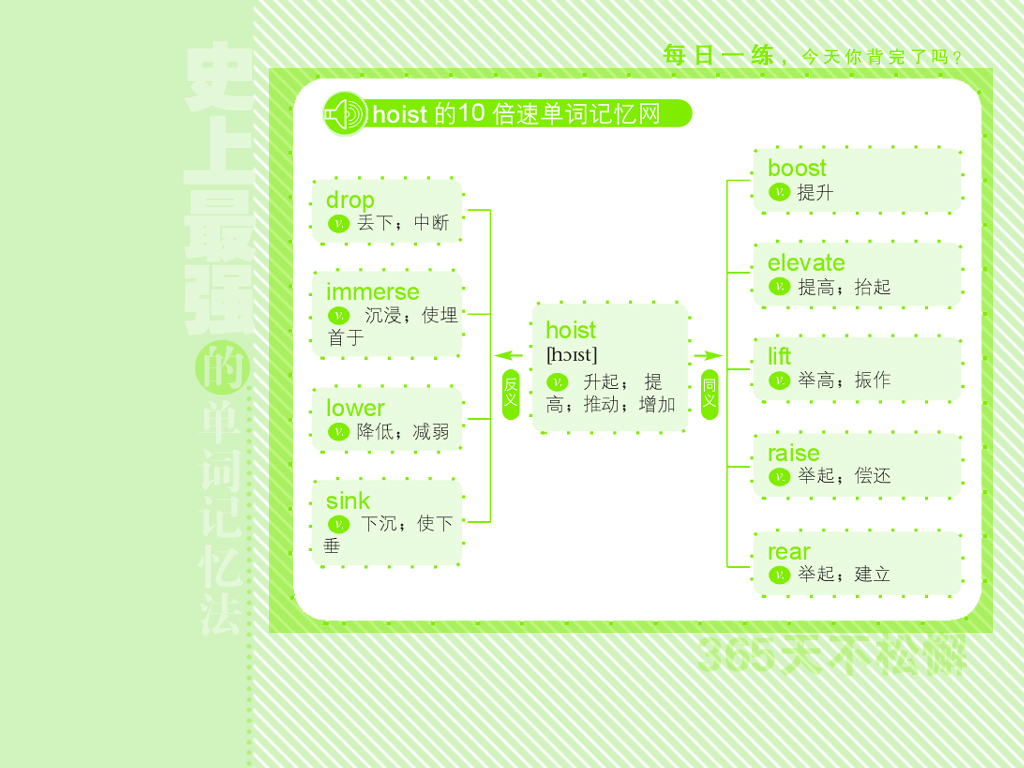 史上最强的单词记忆法
每日一练，今天你背完了吗？
hoist 的10 倍速单词记忆网
drop
v. 丢下；中断
immerse
v. 沉浸；使埋
首于
lower
v. 降低；减弱
sink
v. 下沉；使下
垂
反义
hoist
[hɔɪst]
v. 升起； 提
高；推动；增加
同义
boost
v. 提升
elevate
v. 提高；抬起
lift
v. 举高；振作
raise
v. 举起；偿还
rear
v. 举起；建立
365天不松懈